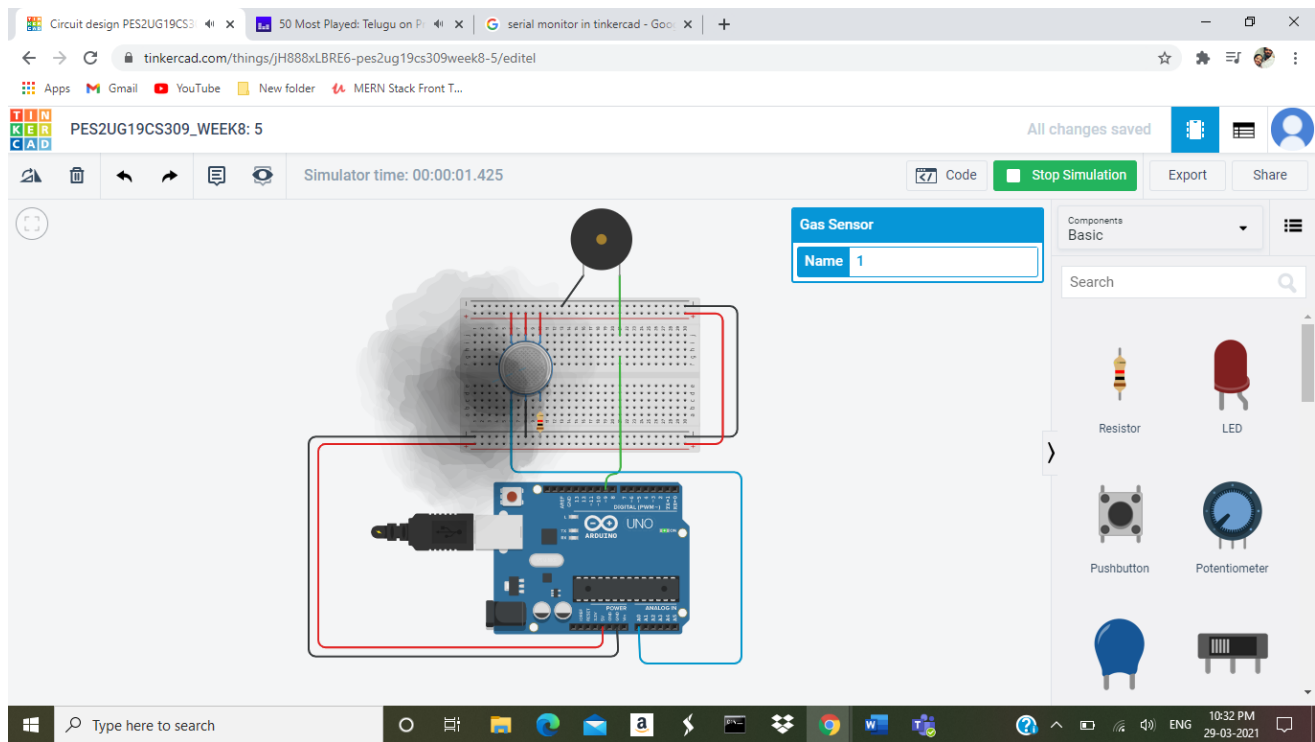 Circuit design PES2UG19CS3
50 Most Played: Telugu on Pr
serial monitor in tinkercad - Goo
tinkercad.com/things/jH888xLBRE6-pes2ug19cs309week8-5/editel
Apps
Gmail
YouTube
New folder
MERN Stack Front T...
TIN
KER
CAD
PES2UG19CS309_WEEK8: 5
All changes saved
Simulator time: 00:00:01.425
Code
Stop Simulation
Export
Share
Gas Sensor
Name 1
Components
Basic
Search
Resistor
LED
Pushbutton
Potentiometer
DIGITAL (PWM~)
UNO
ARDUINO
POWER
ANALOG IN
Type here to search
ENG
10:32 PM
29-03-2021